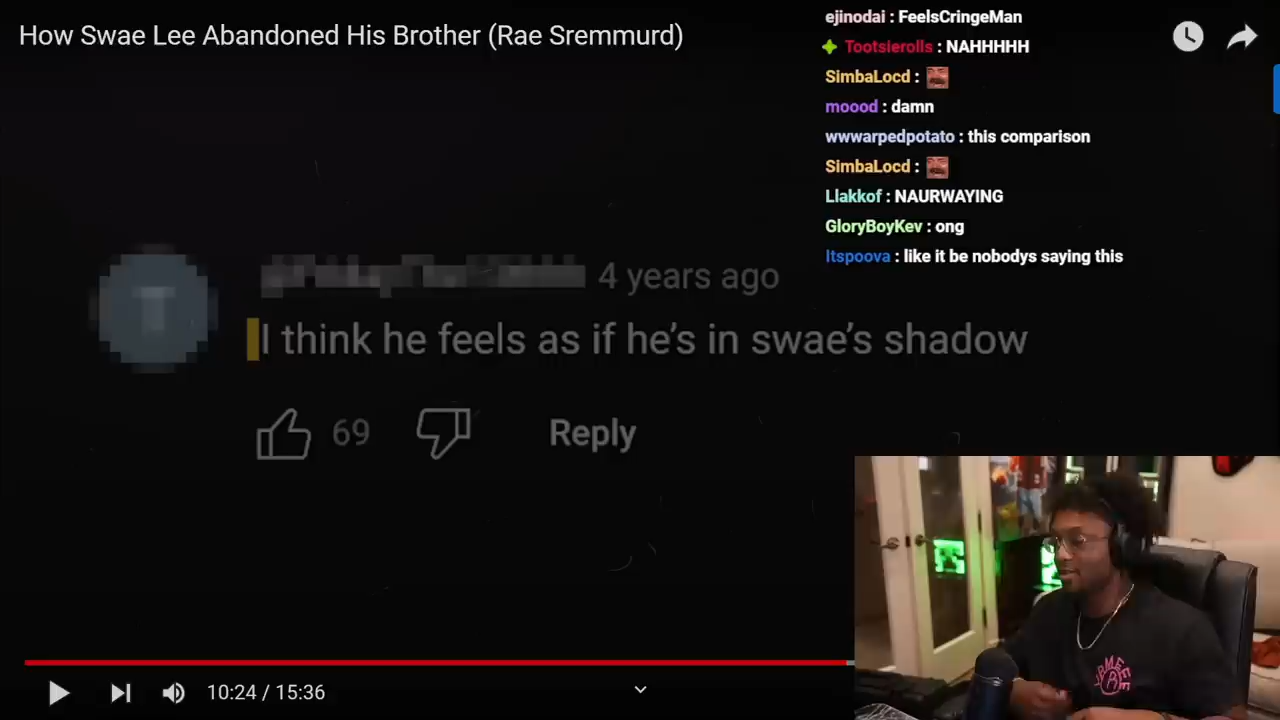 How Swae Lee Abandoned His Brother (Rae Sremmurd)
ejinodai : FeelsCringeMan
Tootsierolls : NAHHHHH
SimbaLocd :
moood : damn
wwwarpedpotato : this comparison
SimbaLocd :
Llakkof : NAURWAYING
GloryBoyKev : ong
Itspoova : like it be nobodys saying this
4 years ago
I think he feels as if he's in swae's shadow
69
Reply
10:24 / 15:36